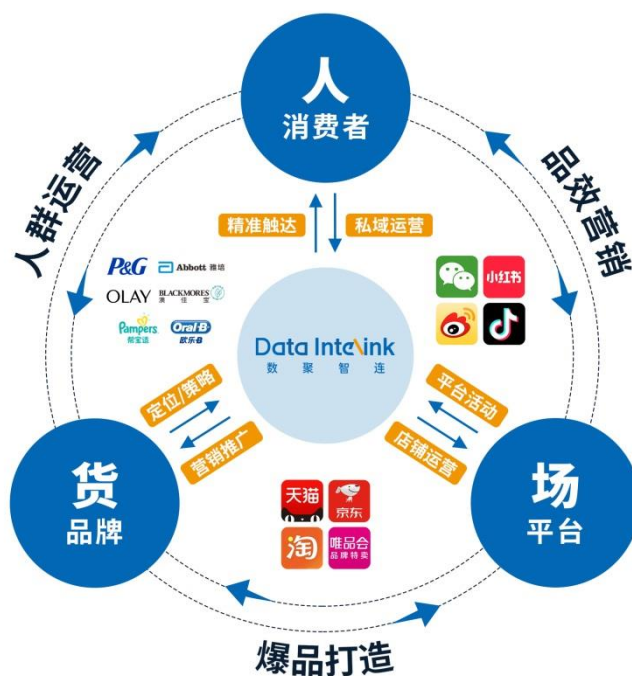 人
消费者
人群运营
品效营销
精准触达
私域运营
P&G
Abbott 雅培
OLAY
BLACKMORES
澳佳宝
Pampers
帮宝适
Oral-B
欧乐-B
小红书
Data Intelink
数聚智连
定位/策略
营销推广
平台活动
店铺运营
货
品牌
场
平台
天猫
京东
淘
唯品会
品牌特卖
爆品打造